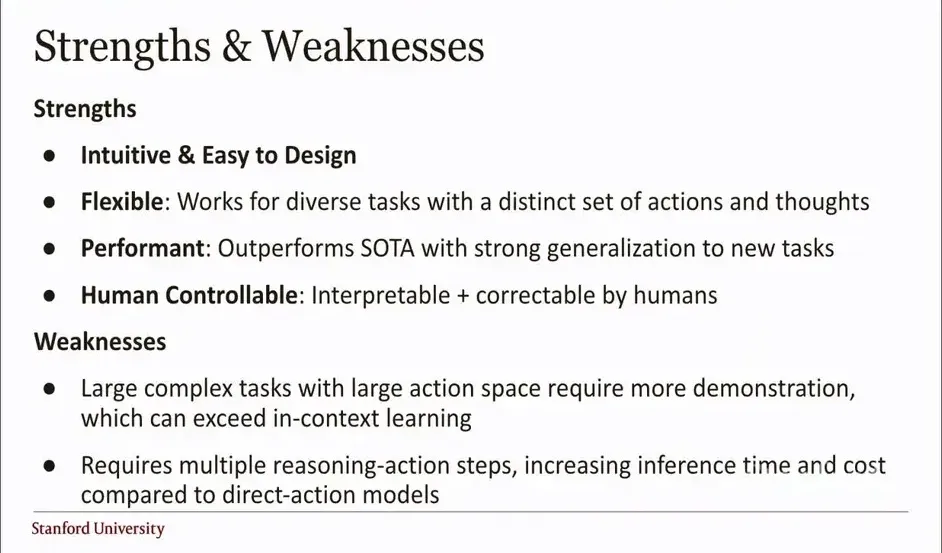 Strengths & Weaknesses
Strengths
● Intuitive & Easy to Design
● Flexible: Works for diverse tasks with a distinct set of actions and thoughts
● Performant: Outperforms SOTA with strong generalization to new tasks
● Human Controllable: Interpretable + correctable by humans
Weaknesses
● Large complex tasks with large action space require more demonstration,
which can exceed in-context learning
● Requires multiple reasoning-action steps, increasing inference time and cost
compared to direct-action models
Stanford University